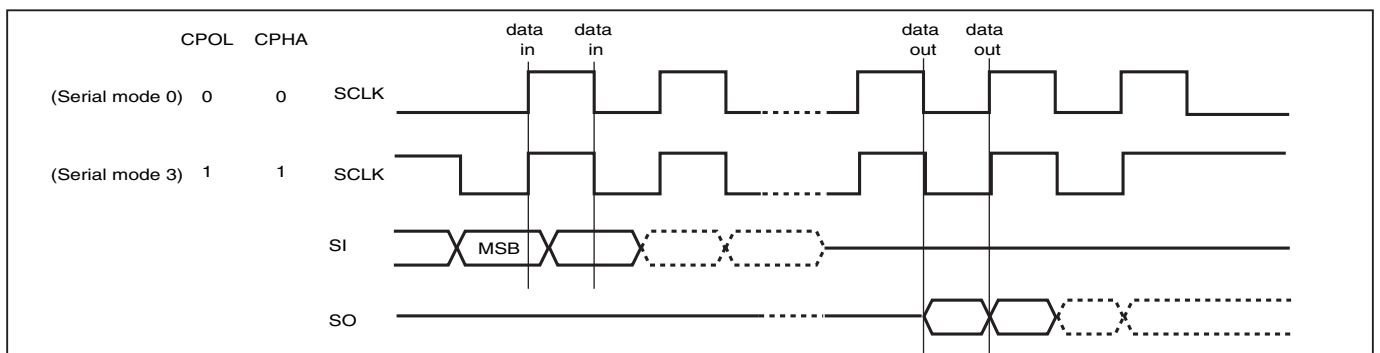 CPOL CPHA data in data in data out data out
(Serial mode 0) 0 0 SCLK
(Serial mode 3) 1 1 SCLK
SI MSB
SO